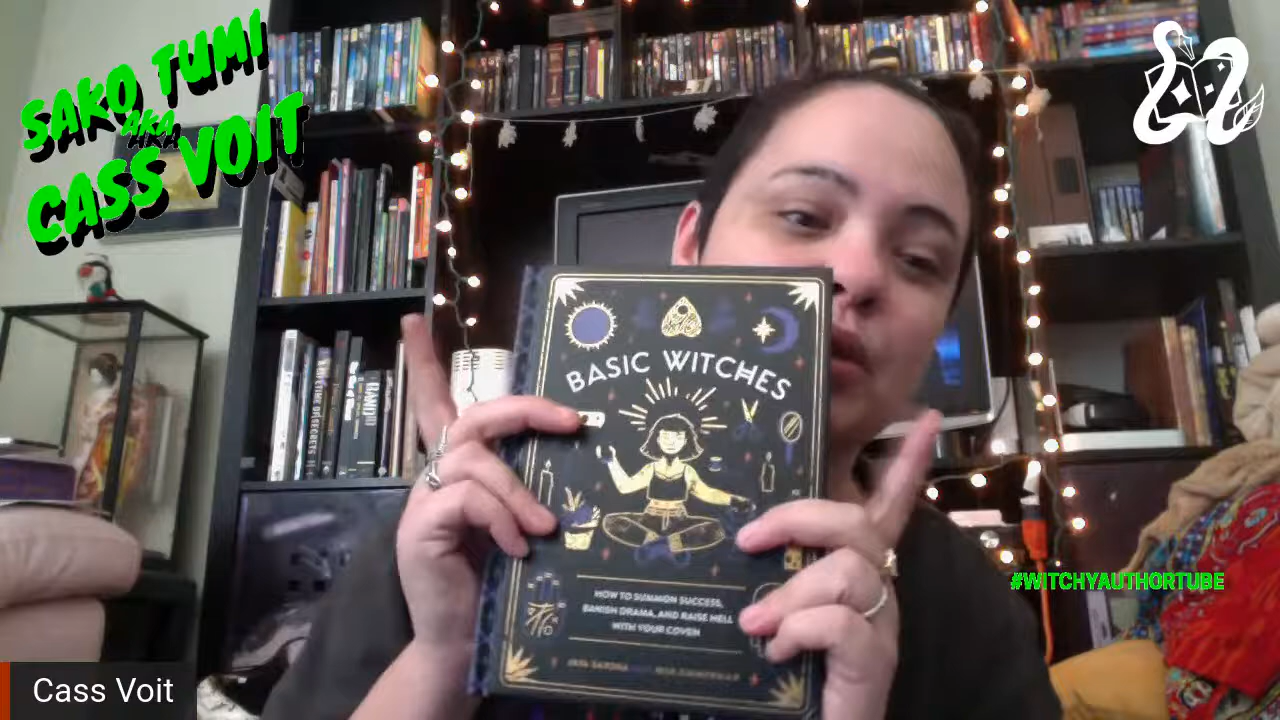 SAKO TUMI
AKA
CASS VOIT
BASIC WITCHES
HOW TO SUMMON SUCCESS,
BANISH DRAMA, AND RAISE HELL
WITH YOUR COVEN
#WITCHYAUTHORTUBE
Cass Voit